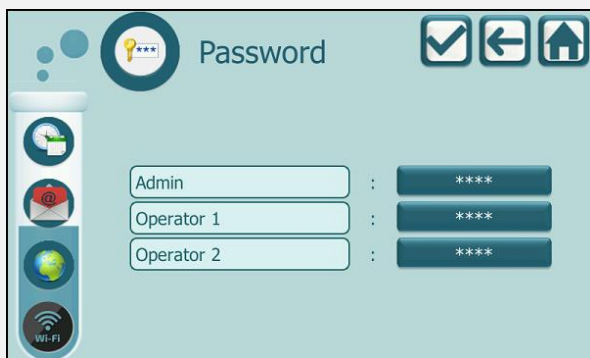 ***
Password
Admin : ****
Operator 1 : ****
Operator 2 : ****
@
Wi-Fi